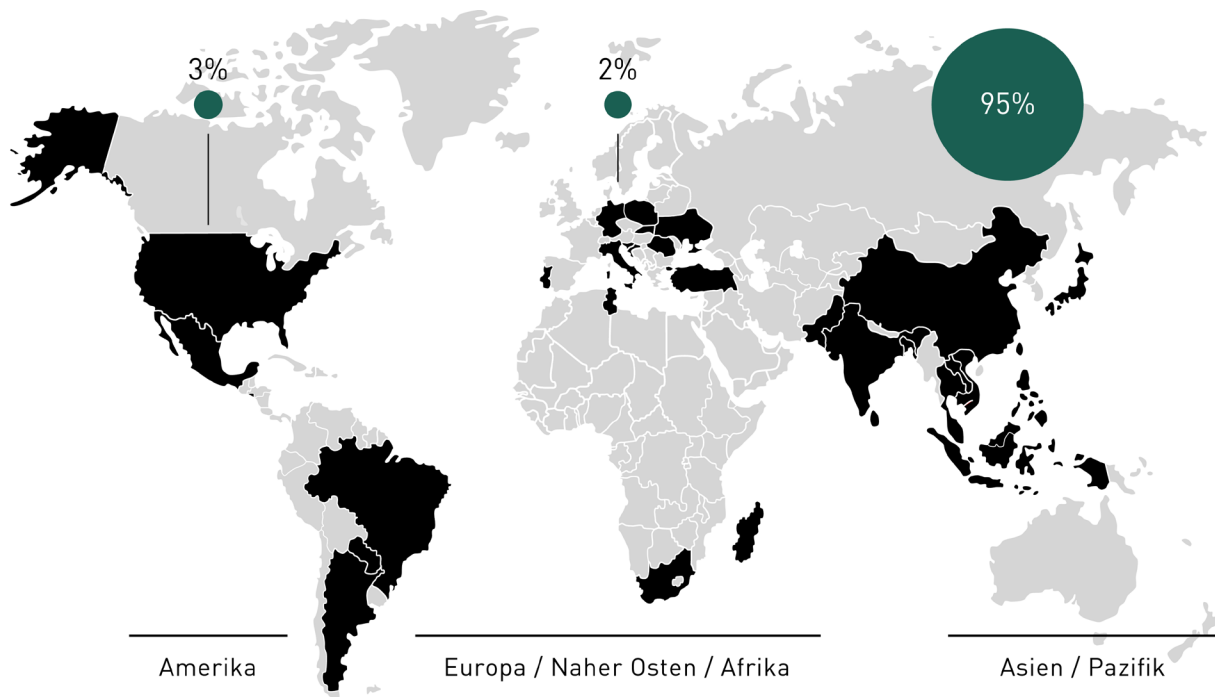 3%
2%
95%
Amerika
Europa / Naher Osten / Afrika
Asien / Pazifik